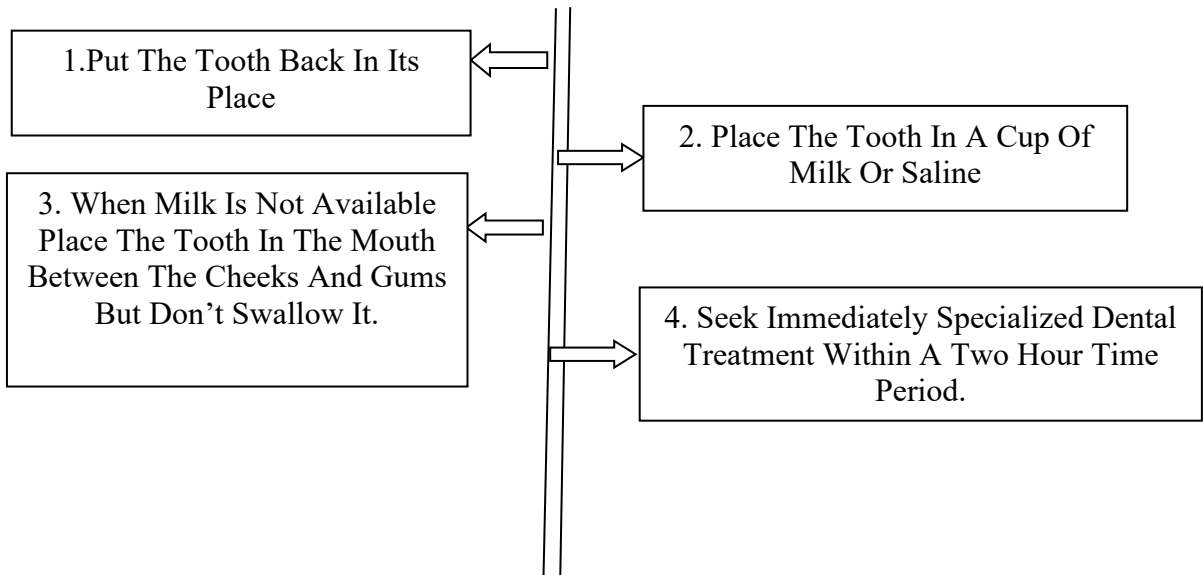 1.Put The Tooth Back In Its
Place
2. Place The Tooth In A Cup Of
Milk Or Saline
3. When Milk Is Not Available
Place The Tooth In The Mouth
Between The Cheeks And Gums
But Don’t Swallow It.
4. Seek Immediately Specialized Dental
Treatment Within A Two Hour Time
Period.